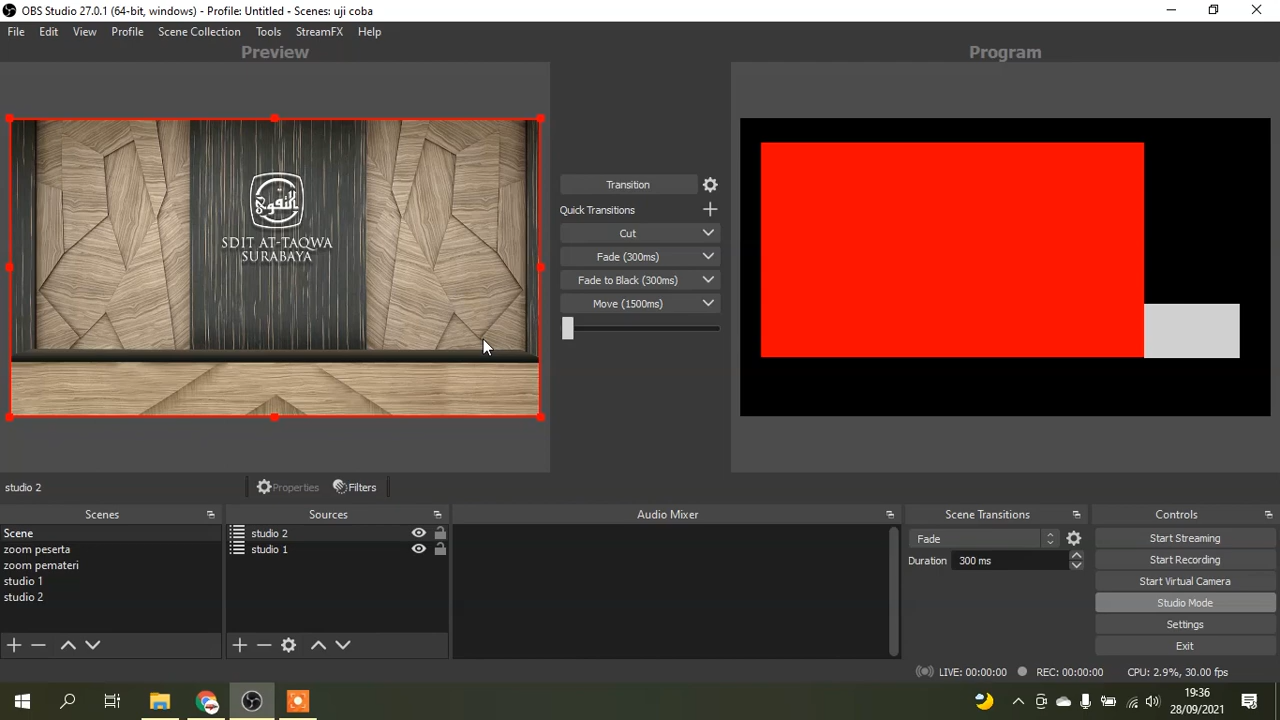 OBS Studio 27.0.1 (64-bit, windows) - Profile: Untitled - Scenes: uji coba
File Edit View Docks Profile Scene Collection Tools StreamFX Help
Preview
Program
SDIT AT-TAQWA
SURABAYA
Transition
Quick Transitions
Cut
Fade (300ms)
Fade to Black (300ms)
Move (1500ms)
studio 2
Properties
Filters
Scenes
Scene
zoom peserta
zoom pemateri
studio 1
studio 2
Sources
studio 2
studio 1
Audio Mixer
Scene Transitions
Fade
Duration 300 ms
Controls
Start Streaming
Start Recording
Start Virtual Camera
Studio Mode
Settings
Exit
LIVE: 00:00:00
REC: 00:00:00
CPU: 2.9%, 30.00 fps
19:36
28/09/2021